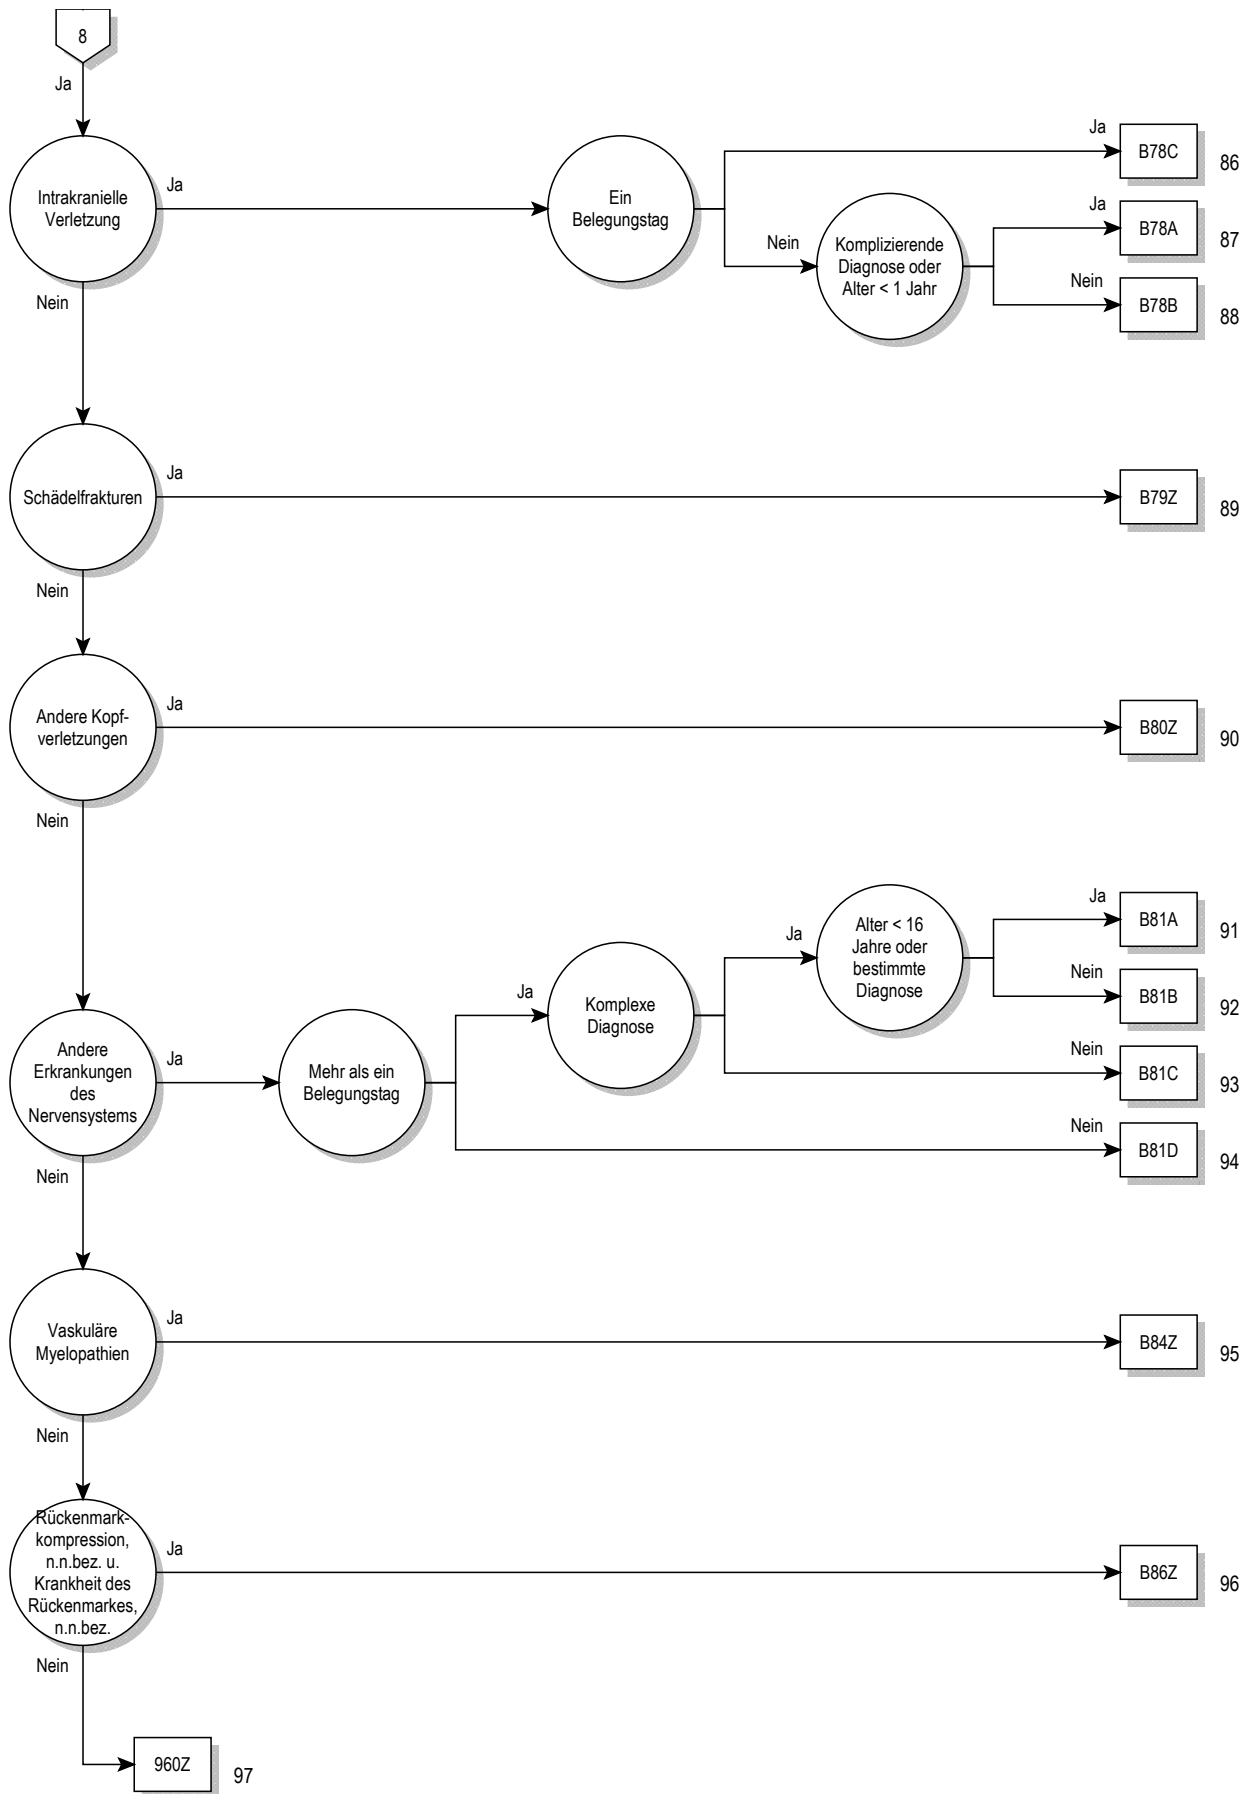 8
Ja
Intrakranielle
Verletzung
Ja
Ein
Belegungstag
Ja
B78C
86
Nein
Komplizierende
Diagnose oder
Alter < 1 Jahr
Ja
B78A
87
Nein
B78B
88
Nein
Schädelfrakturen
Ja
B79Z
89
Nein
Andere Kopf-
verletzungen
Ja
B80Z
90
Nein
Andere
Erkrankungen
des
Nervensystems
Ja
Mehr als ein
Belegungstag
Ja
Komplexe
Diagnose
Ja
Alter < 16
Jahre oder
bestimmte
Diagnose
Ja
B81A
91
Nein
B81B
92
Nein
B81C
93
Nein
B81D
94
Nein
Vaskuläre
Myelopathien
Ja
B84Z
95
Nein
Rückenmark-
kompression,
n.n.bez. u.
Krankheit des
Rückenmarkes,
n.n.bez.
Ja
B86Z
96
Nein
960Z
97